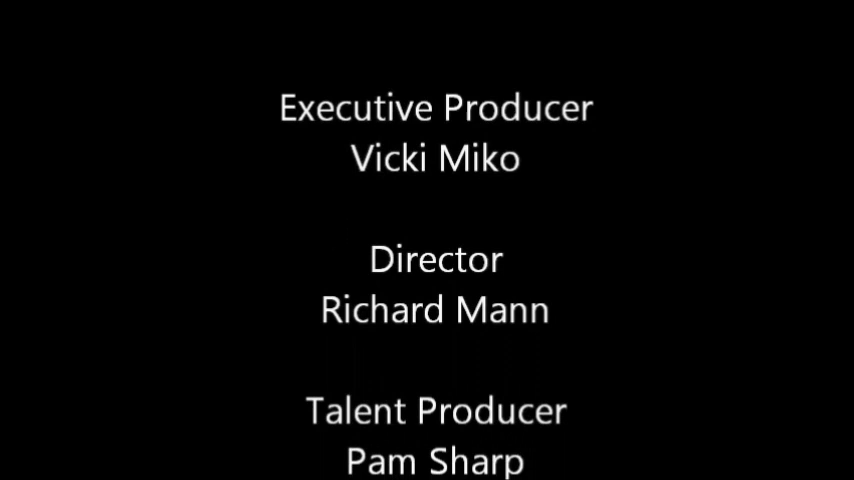 Executive Producer
Vicki Miko
Director
Richard Mann
Talent Producer
Pam Sharp